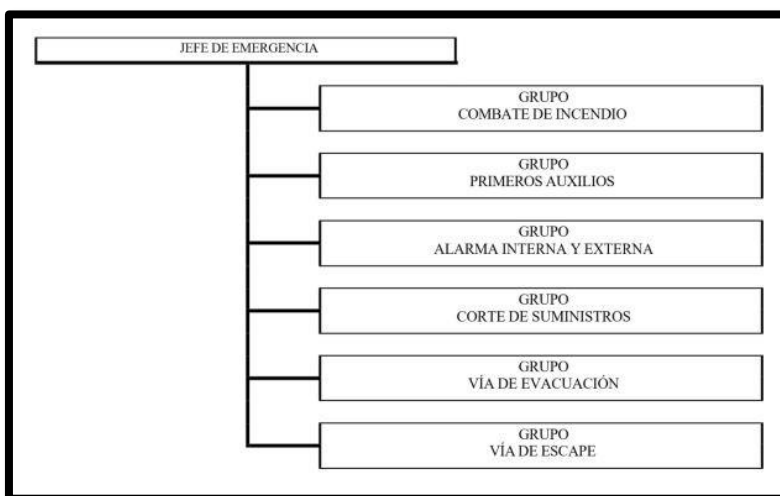 JEFE DE EMERGENCIA
GRUPO
COMBATE DE INCENDIO
GRUPO
PRIMEROS AUXILIOS
GRUPO
ALARMA INTERNA Y EXTERNA
GRUPO
CORTE DE SUMINISTROS
GRUPO
VÍA DE EVACUACIÓN
GRUPO
VÍA DE ESCAPE